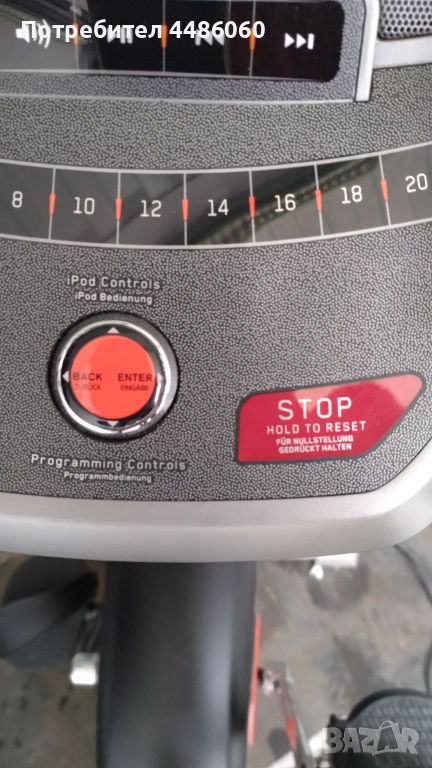 Потребител 4486060
8 10 12 14 16 18 20
iPod Controls
iPod Bedienung
BACK ENTER
ZURÜCK EINGABE
STOP
HOLD TO RESET
FÜR NULLSTELLUNG
GEDRÜCKT HALTEN
Programming Controls
Programmbedienung
BAZAR